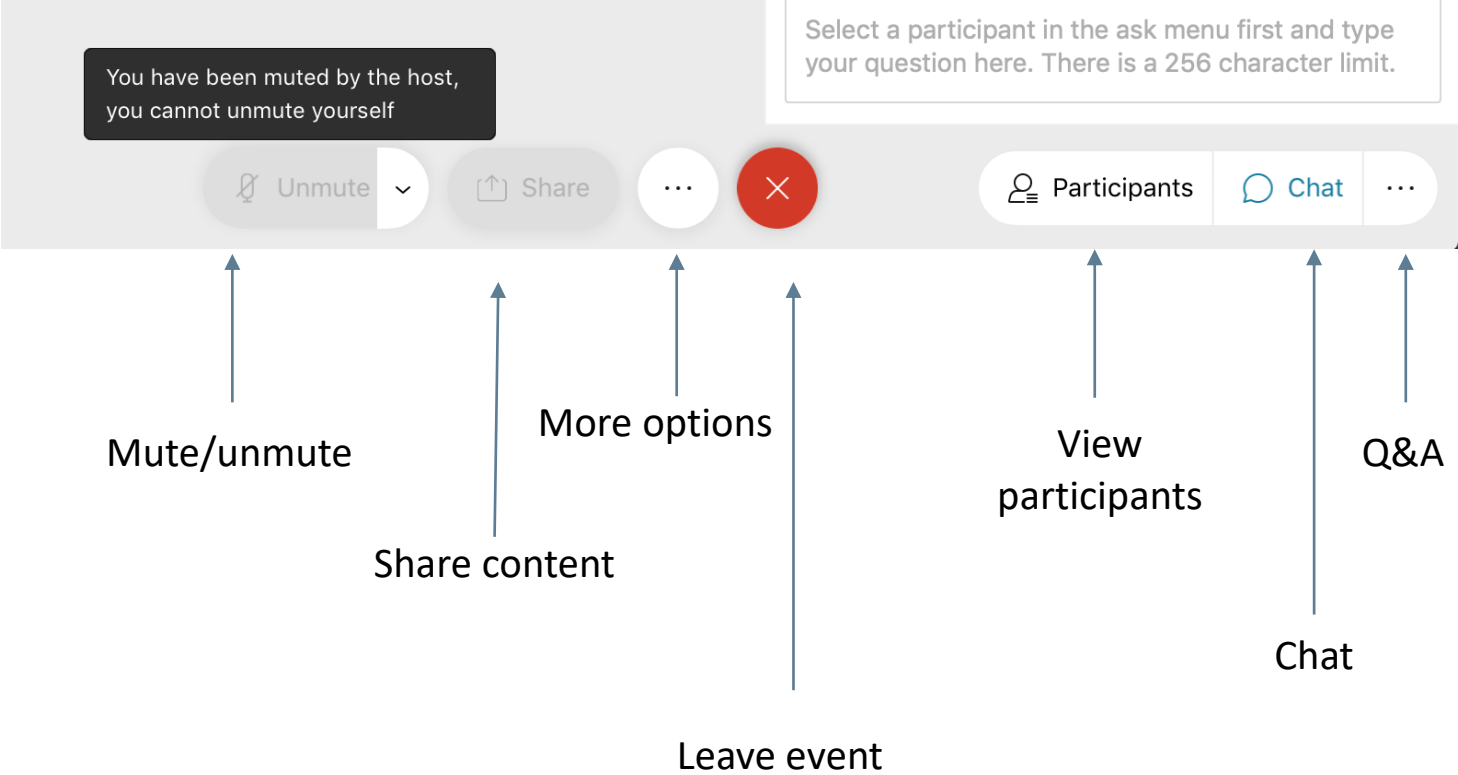 Select a participant in the ask menu first and type
your question here. There is a 256 character limit.
You have been muted by the host,
you cannot unmute yourself
Unmute
Share
Participants
Chat
Mute/unmute
More options
View
participants
Q&A
Share content
Chat
Leave event